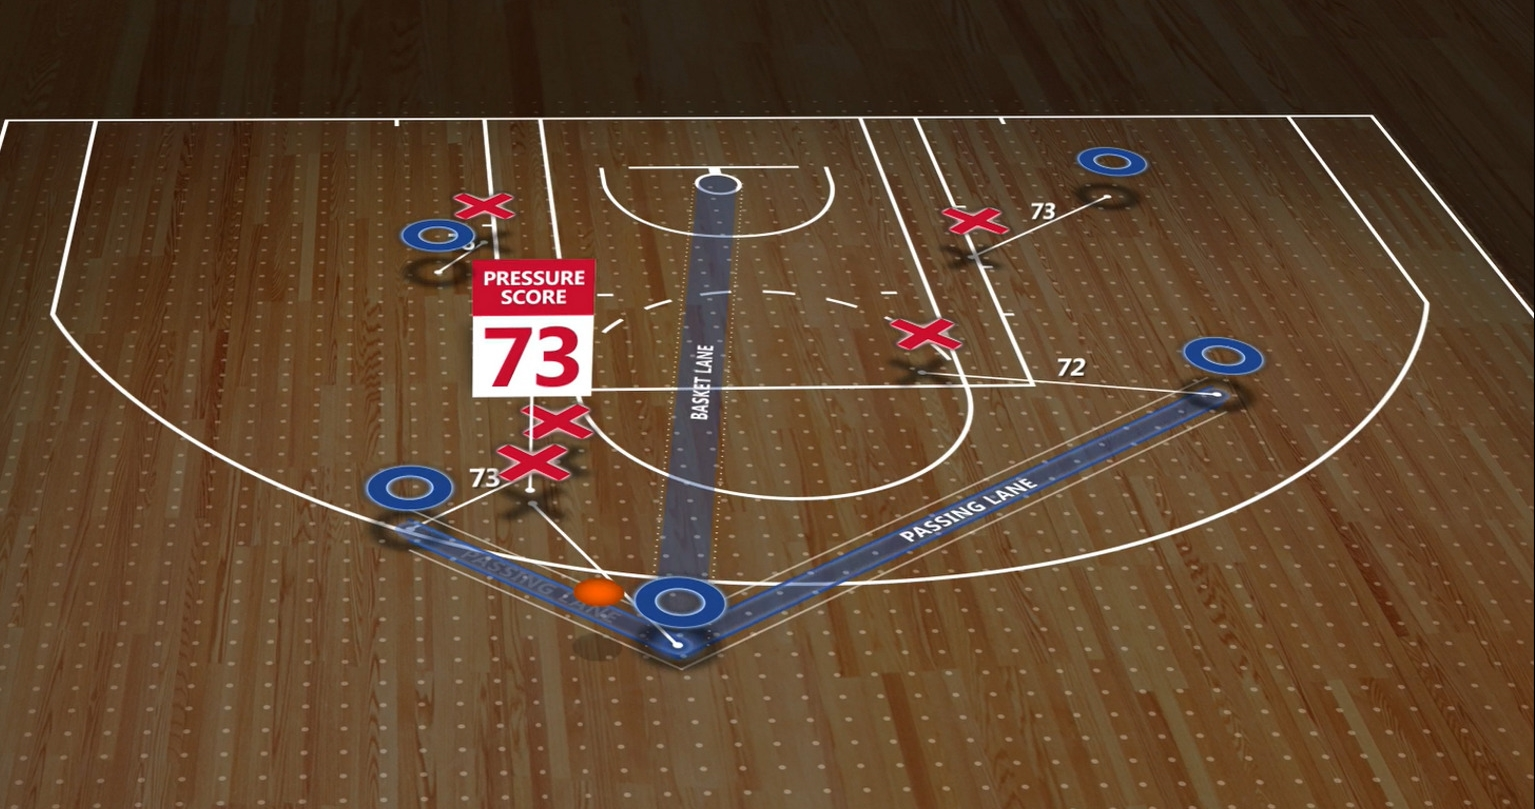 73
PRESSURE
SCORE
73
72
BASKET LANE
73
PASSING LANE
PASSING LANE